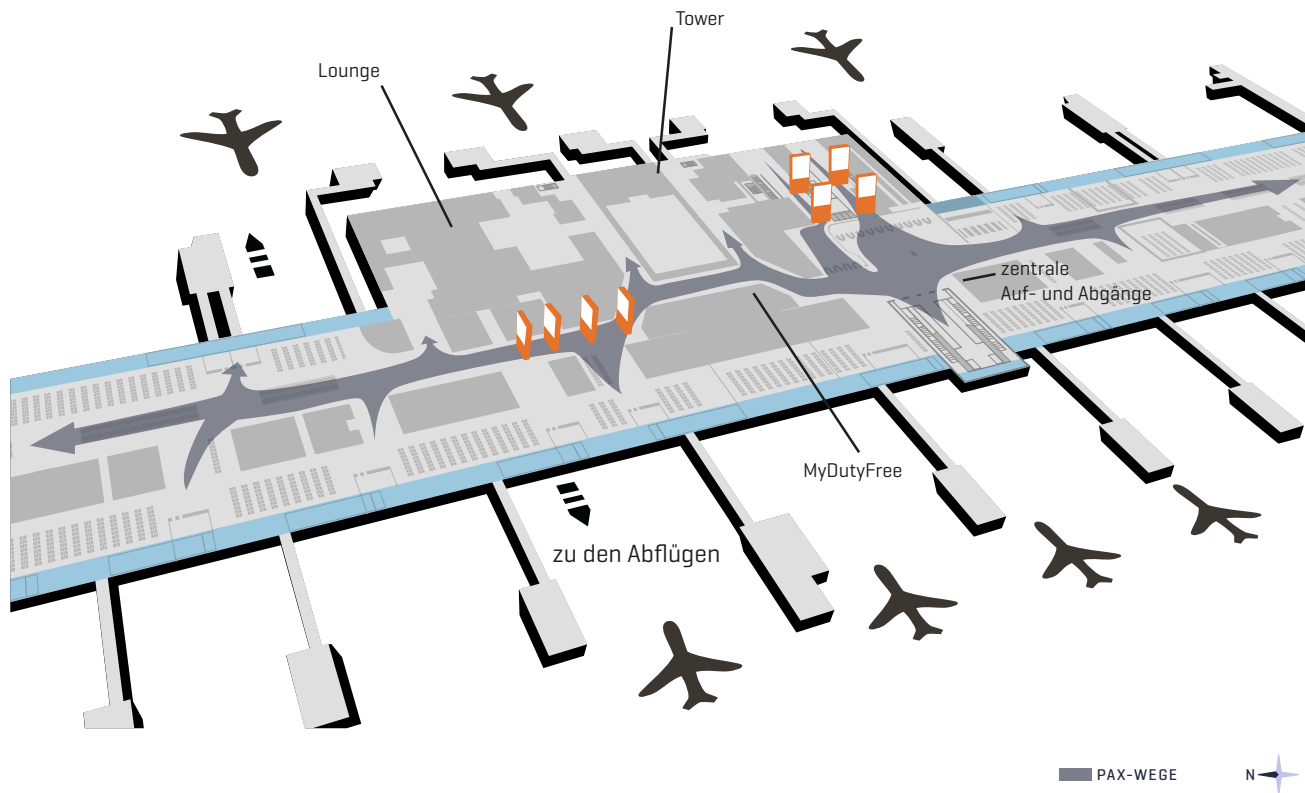 Tower
Lounge
zentrale
Auf- und Abgänge
MyDutyFree
zu den Abflügen
PAX-WEGE
N